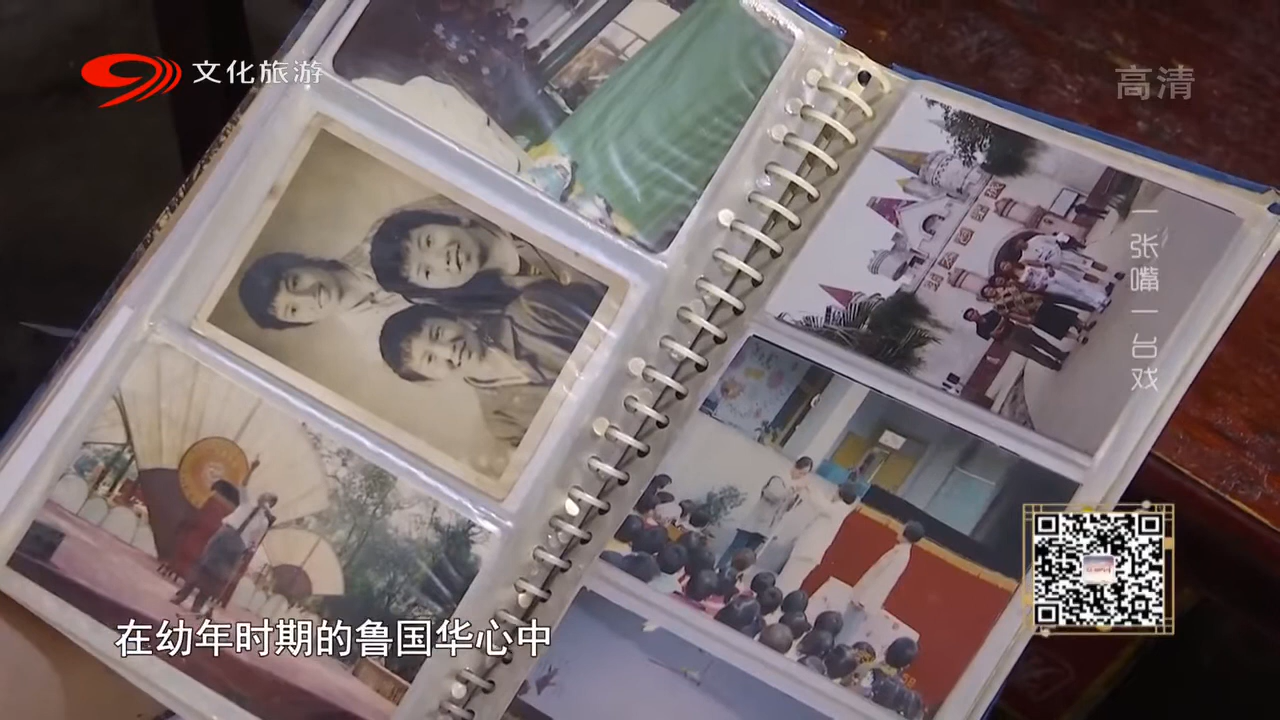 文化旅游
高清
一张嘴一台戏
在幼年时期的鲁国华心中